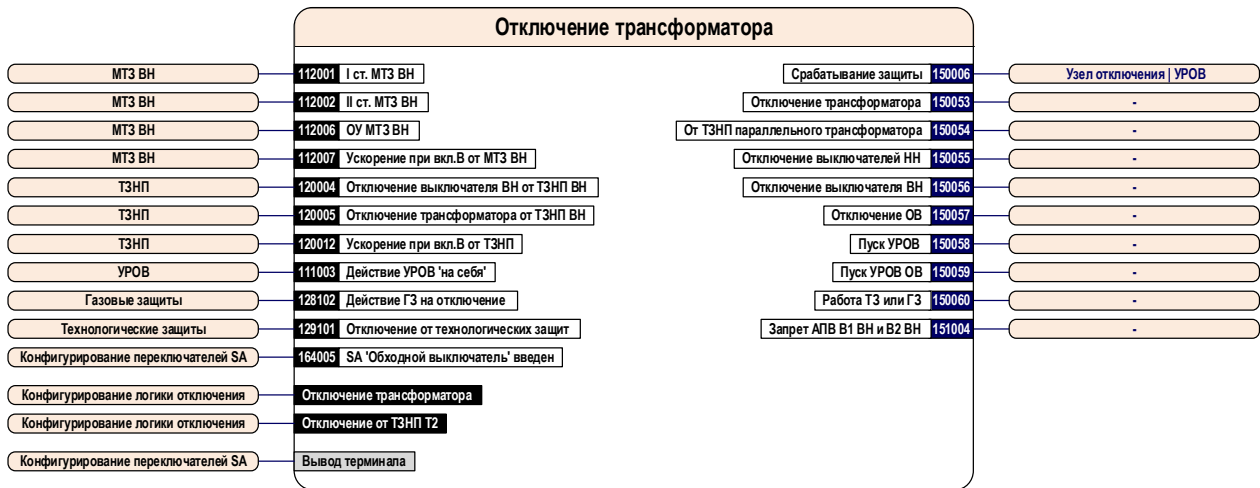 Отключение трансформатора
МТЗ ВН 112001 I ст. МТЗ ВН Срабатывание защиты 150006 Узел отключения | УРОВ
МТЗ ВН 112002 II ст. МТЗ ВН Отключение трансформатора 150053 -
МТЗ ВН 112006 ОУ МТЗ ВН От ТЗНП параллельного трансформатора 150054 -
МТЗ ВН 112007 Ускорение при вкл.В от МТЗ ВН Отключение выключателей НН 150055 -
ТЗНП 120004 Отключение выключателя ВН от ТЗНП ВН Отключение выключателя ВН 150056 -
ТЗНП 120005 Отключение трансформатора от ТЗНП ВН Отключение ОВ 150057 -
ТЗНП 120012 Ускорение при вкл.В от ТЗНП Пуск УРОВ 150058 -
УРОВ 111003 Действие УРОВ 'на себя' Пуск УРОВ ОВ 150059 -
Газовые защиты 128102 Действие ГЗ на отключение Работа ТЗ или ГЗ 150060 -
Технологические защиты 129101 Отключение от технологических защит Запрет АПВ В1 ВН и В2 ВН 151004 -
Конфигурирование переключателей SA 164005 SA 'Обходной выключатель' введен
Конфигурирование логики отключения Отключение трансформатора
Конфигурирование логики отключения Отключение от ТЗНП Т2
Конфигурирование переключателей SA Вывод терминала